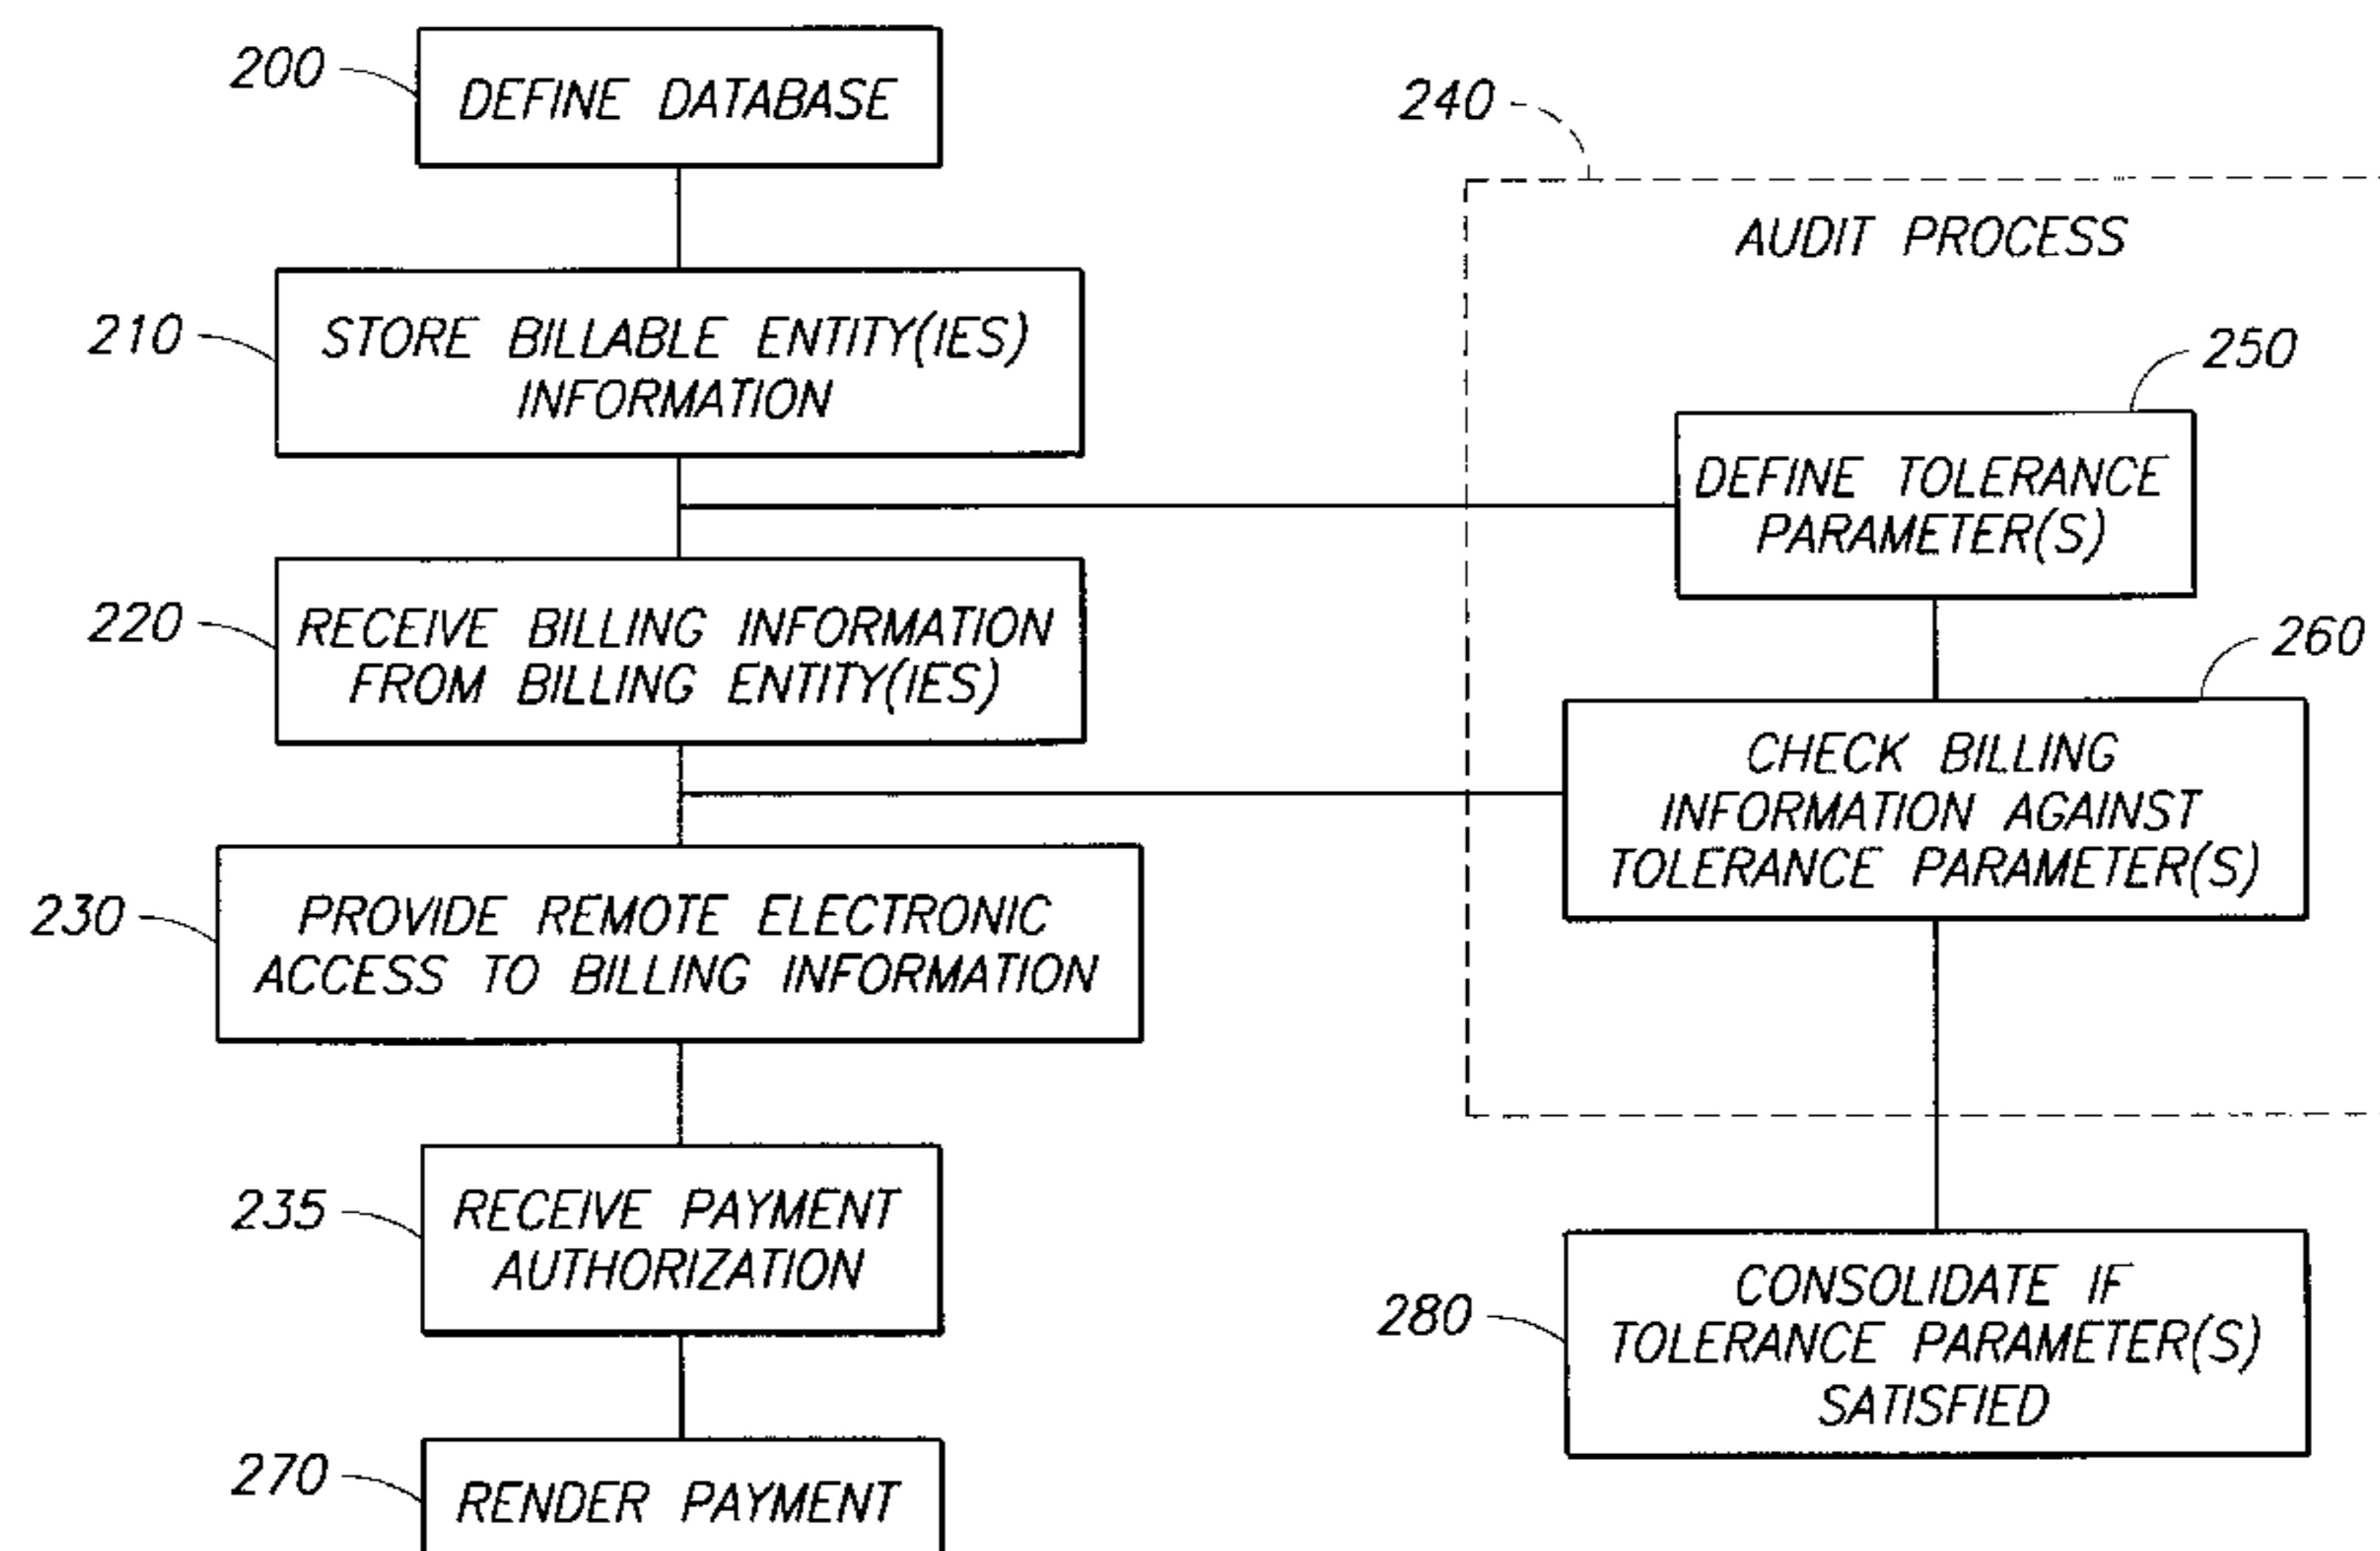 200
DEFINE DATABASE
210
STORE BILLABLE ENTITY(IES)
INFORMATION
220
RECEIVE BILLING INFORMATION
FROM BILLING ENTITY(IES)
230
PROVIDE REMOTE ELECTRONIC
ACCESS TO BILLING INFORMATION
235
RECEIVE PAYMENT
AUTHORIZATION
270
RENDER PAYMENT
240
AUDIT PROCESS
250
DEFINE TOLERANCE
PARAMETER(S)
260
CHECK BILLING
INFORMATION AGAINST
TOLERANCE PARAMETER(S)
280
CONSOLIDATE IF
TOLERANCE PARAMETER(S)
SATISFIED